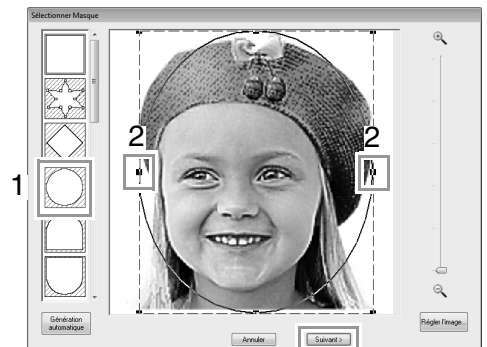 Sélectionner Masque
2
2
1
Génération
automatique
Régler l'image...
Annuler
Suivant >